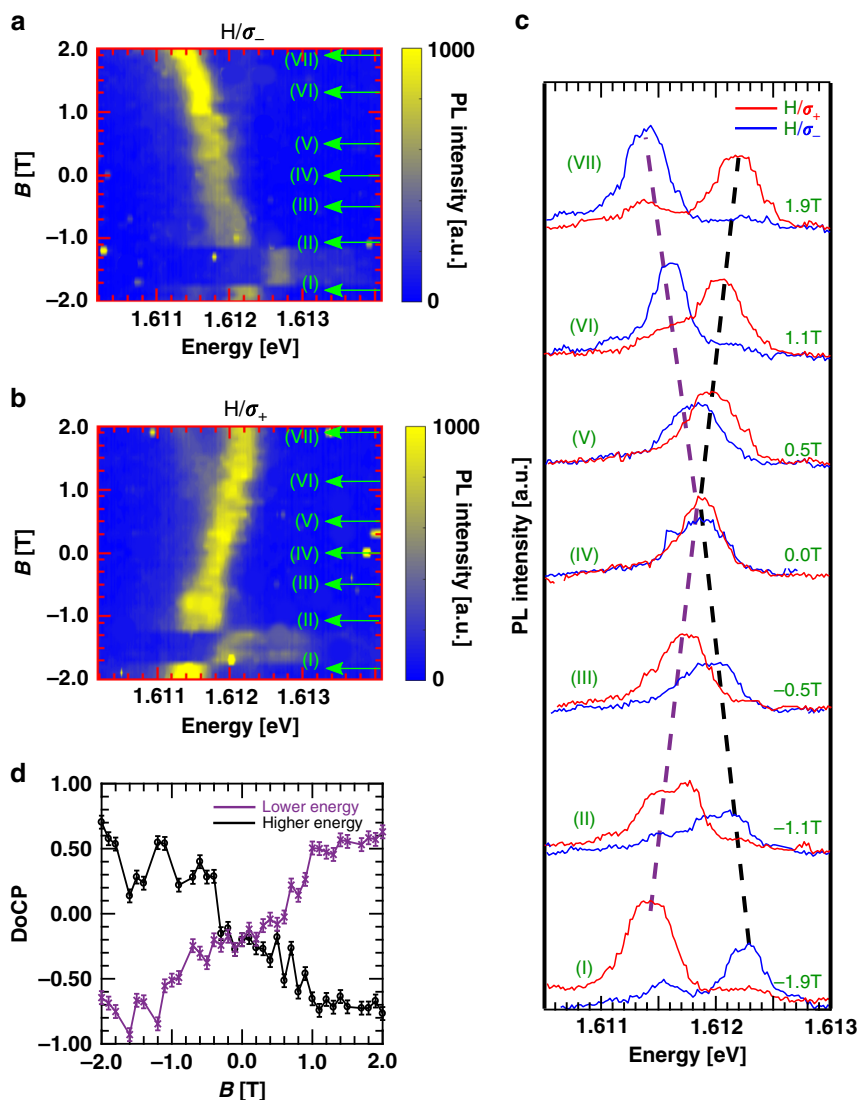 a
H/σ₋
2.0
1.0
0.0
−1.0
−2.0
B [T]
(VII)
(VI)
(V)
(IV)
(III)
(II)
(I)
1.611
1.612
1.613
Energy [eV]
1000
0
PL intensity [a.u.]
b
H/σ₊
2.0
1.0
0.0
−1.0
−2.0
B [T]
(VII)
(VI)
(V)
(IV)
(III)
(II)
(I)
1.611
1.612
1.613
Energy [eV]
1000
0
PL intensity [a.u.]
c
H/σ₊
H/σ₋
(VII)
1.9T
(VI)
1.1T
(V)
0.5T
(IV)
0.0T
(III)
−0.5T
(II)
−1.1T
(I)
−1.9T
PL intensity [a.u.]
1.611
1.612
1.613
Energy [eV]
d
Lower energy
Higher energy
1.00
0.50
0.00
−0.50
−1.00
DoCP
−2.0
−1.0
0.0
1.0
2.0
B [T]